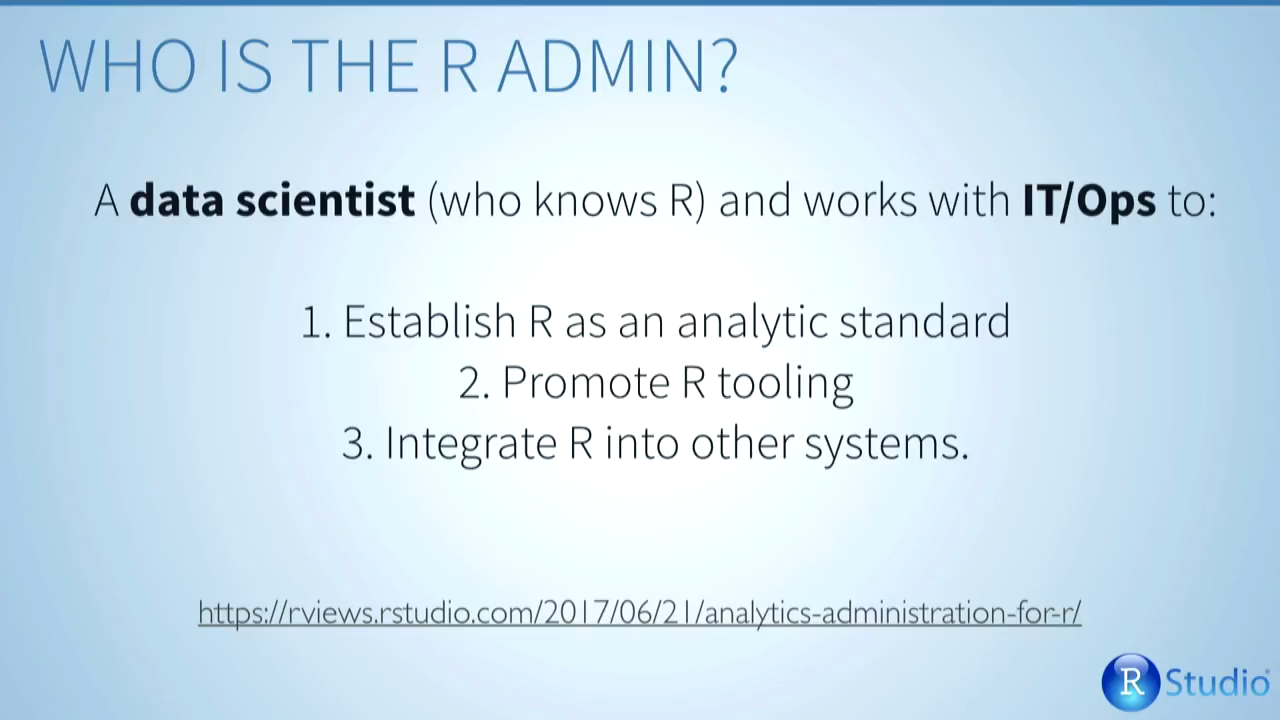 WHO IS THE R ADMIN?
A data scientist (who knows R) and works with IT/Ops to:
1. Establish R as an analytic standard
2. Promote R tooling
3. Integrate R into other systems.
https://rviews.rstudio.com/2017/06/21/analytics-administration-for-r/
R Studio®